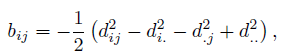 b_{ij} = -\frac{1}{2} \left( d_{ij}^2 - d_{i.}^2 - d_{.j}^2 + d_{..}^2 \right),